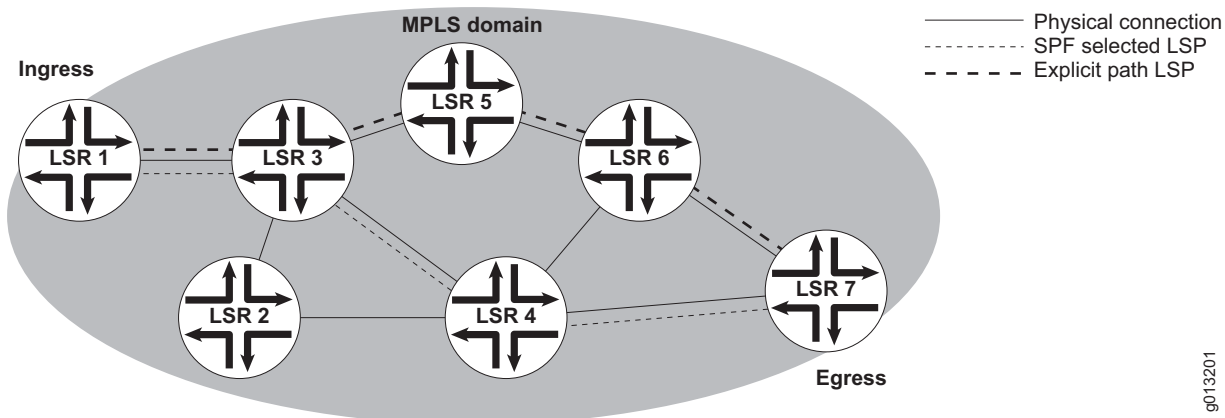 MPLS domain
Physical connection
SPF selected LSP
Explicit path LSP
Ingress
LSR 5
LSR 1
LSR 3
LSR 6
LSR 2
LSR 4
LSR 7
Egress
g013201